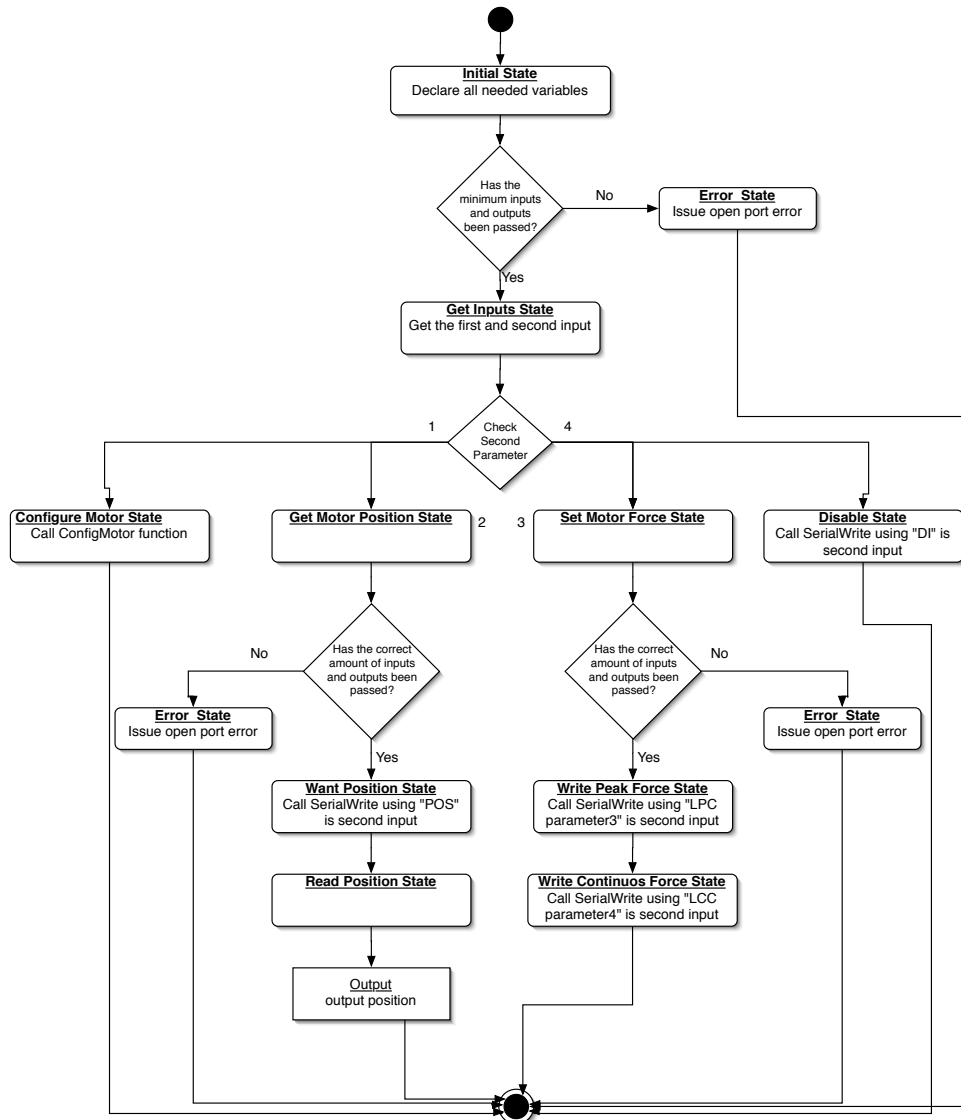 Initial State
Declare all needed variables
Has the
minimum inputs
and outputs
been passed?
No
Error State
Issue open port error
Yes
Get Inputs State
Get the first and second input
1
Check
Second
Parameter
4
Configure Motor State
Call ConfigMotor function
Get Motor Position State
2
3
Set Motor Force State
Disable State
Call SerialWrite using "DI" is
second input
No
Has the correct
amount of inputs
and outputs been
passed?
Has the correct
amount of inputs
and outputs been
passed?
No
Error State
Issue open port error
Error State
Issue open port error
Yes
Yes
Want Position State
Call SerialWrite using "POS"
is second input
Write Peak Force State
Call SerialWrite using "LPC
parameter3" is second input
Read Position State
Write Continuos Force State
Call SerialWrite using "LCC
parameter4" is second input
Output
output position